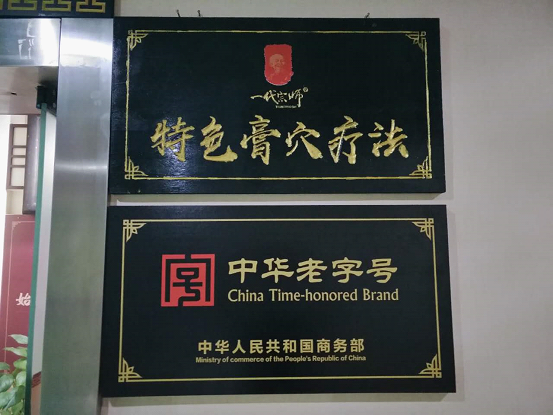 一代宗师
特色膏穴疗法
中华老字号
China Time-honored Brand
中华人民共和国商务部
Ministry of commerce of the People's Republic of China
始